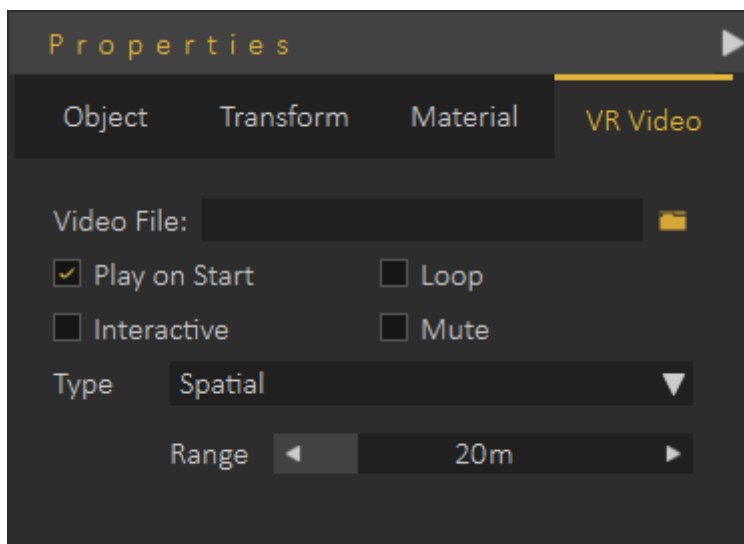 Properties
Object Transform Material VR Video
Video File:
Play on Start Loop
Interactive Mute
Type Spatial
Range 20m